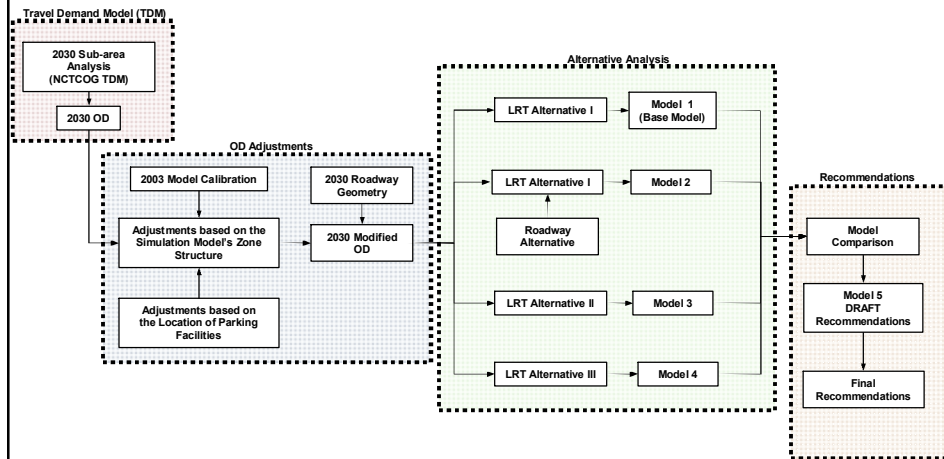 Travel Demand Model (TDM)
2030 Sub-area
Analysis
(NCTCOG TDM)
2030 OD
OD Adjustments
2003 Model Calibration
2030 Roadway
Geometry
Adjustments based on the
Simulation Model's Zone
Structure
2030 Modified
OD
Adjustments based on
the Location of Parking
Facilities
Alternative Analysis
LRT Alternative I
Model 1
(Base Model)
LRT Alternative I
Model 2
Roadway
Alternative
LRT Alternative II
Model 3
LRT Alternative III
Model 4
Recommendations
Model
Comparison
Model 5
DRAFT
Recommendations
Final
Recommendations